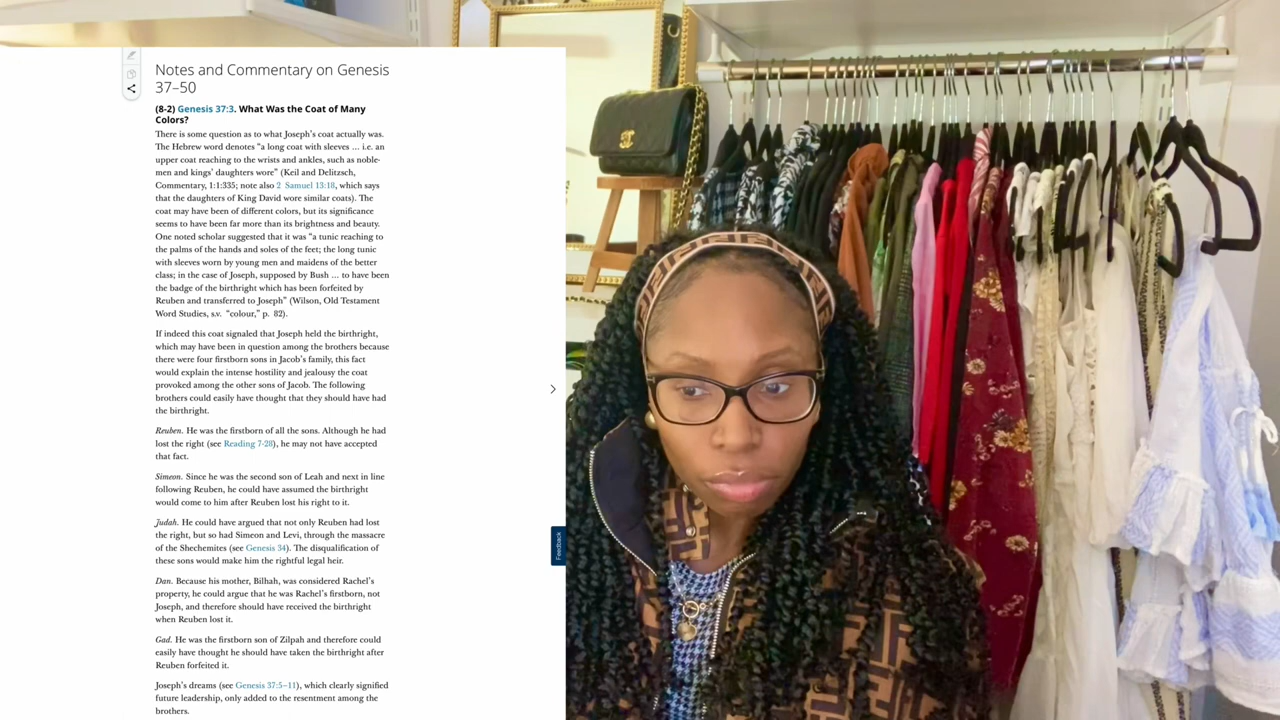 Notes and Commentary on Genesis
37–50
(8-2) Genesis 37:3. What Was the Coat of Many
Colors?
There is some question as to what Joseph's coat actually was.
The Hebrew word denotes "a long coat with sleeves … i.e. an
upper coat reaching to the wrists and ankles, such as noble-
men and kings' daughters wore" (Keil and Delitzsch,
Commentary, 1:1:335; note also 2 Samuel 13:18, which says
that the daughters of King David wore similar coats). The
coat may have been of different colors, but its significance
seems to have been far more than its brightness and beauty.
One noted scholar suggested that it was "a tunic reaching to
the palms of the hands and soles of the feet; the long tunic
with sleeves worn by young men and maidens of the better
class; in the case of Joseph, supposed by Bush … to have been
the badge of the birthright which has been forfeited by
Reuben and transferred to Joseph" (Wilson, Old Testament
Word Studies, s.v. "colour," p. 82).
If indeed this coat signaled that Joseph held the birthright,
which may have been in question among the brothers because
there were four firstborn sons in Jacob's family, this fact
would explain the intense hostility and jealousy the coat
provoked among the other sons of Jacob. The following
brothers could easily have thought that they should have had
the birthright.
Reuben. He was the firstborn of all the sons. Although he had
lost the right (see Reading 7-28), he may not have accepted
that fact.
Simeon. Since he was the second son of Leah and next in line
following Reuben, he could have assumed the birthright
would come to him after Reuben lost his right to it.
Judah. He could have argued that not only Reuben had lost
the right, but so had Simeon and Levi, through the massacre
of the Shechemites (see Genesis 34). The disqualification of
these sons would make him the rightful legal heir.
Dan. Because his mother, Bilhah, was considered Rachel's
property, he could argue that he was Rachel's firstborn, not
Joseph, and therefore should have received the birthright
when Reuben lost it.
Gad. He was the firstborn son of Zilpah and therefore could
easily have thought he should have taken the birthright after
Reuben forfeited it.
Joseph's dreams (see Genesis 37:5–11), which clearly signified
future leadership, only added to the resentment among the
brothers.
Feedback